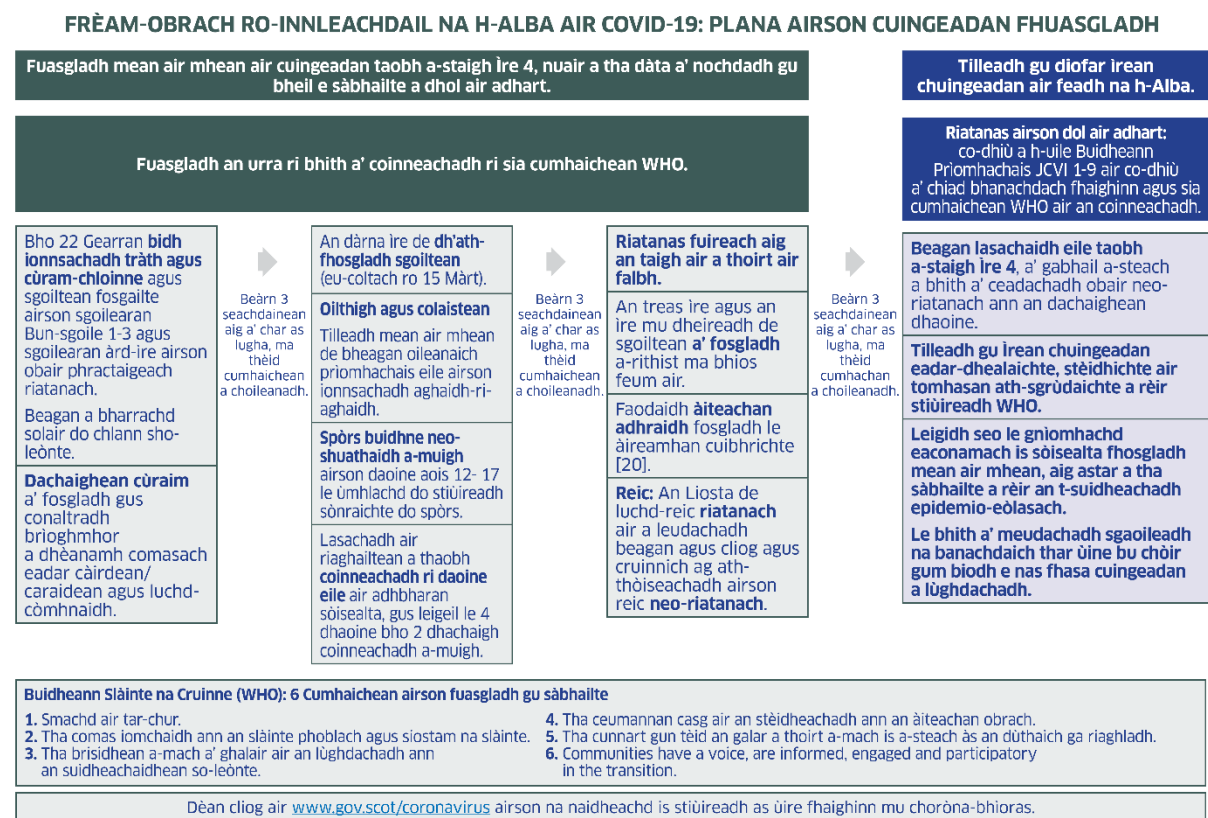 FRÈAM-OBRACH RO-INNLEACHDAIL NA H-ALBA AIR COVID-19: PLANA AIRSON CUINGEADAN FHUASGLADH
Fuasgladh mean air mhean air cuingeadan taobh a-staigh Ìre 4, nuair a tha dàta a' nochdadh gu
bheil e sàbhailte a dhol air adhart.
Fuasgladh an urra ri bhith a' coinneachadh ri sia cumhaichean WHO.
Bho 22 Gearran bidh
ionnsachadh tràth agus
cùram-chloinne agus
sgoiltean fosgailte
airson sgoilearan
Bun-sgoile 1-3 agus
sgoilearan àrd-ire airson
obair phractaigeach
riatanach.
Beagan a bharrachd
solair do chlann sho-
leònte.
Dachaighean cùraim
a' fosgladh gus
conaltradh
brìoghmhor
a dhèanamh comasach
eadar càirdean/
caraidean agus luchd-
còmhnaidh.
Beàrn 3
seachdainean
aig a' char as
lugha, ma
thèid
cumhaichean
a choileanadh.
An dàrna ìre de dh'ath-
fhosgladh sgoiltean
(eu-coltach ro 15 Màrt).
Oilthigh agus colaistean
Tilleadh mean air mhean
de bheagan oileanaich
prìomhachais eile airson
ionnsachadh aghaidh-ri-
aghaidh.
Spòrs buidhne neo-
shuathaidh a-muigh
airson daoine aois 12- 17
le ùmhlachd do stiùireadh
sònraichte do spòrs.
Lasachadh air
riaghailtean a thaobh
coinneachadh ri daoine
eile air adhbharan
sòisealta, gus leigeil le 4
dhaoine bho 2 dhachaigh
coinneachadh a-muigh.
Beàrn 3
seachdainean
aig a' char as
lugha, ma
thèid
cumhaichean
a choileanadh.
Riatanas fuireach aig
an taigh air a thoirt air
falbh.
An treas ìre agus an
ìre mu dheireadh de
sgoiltean a' fosgladh
a-rithist ma bhios
feum air.
Faodaidh àiteachan
adhraidh fosgladh le
àireamhan cuibhrichte
[20].
Reic: An Liosta de
luchd-reic riatanach
air a leudachadh
beagan agus cliog agus
cruinnich ag ath-
thòiseachadh airson
reic neo-riatanach.
Beàrn 3
seachdainean
aig a' char as
lugha, ma
thèid
cumhachan
a choileanadh.
Tilleadh gu diofar ìrean
chuingeadan air feadh na h-Alba.
Riatanas airson dol air adhart:
co-dhiù a h-uile Buidheann
Prìomhachais JCVI 1-9 air co-dhiù
a' chiad bhanachdach fhaighinn agus sia
cumhaichean WHO air an coinneachadh.
Beagan lasachaidh eile taobh
a-staigh Ìre 4, a' gabhail a-steach
a bhith a' ceadachadh obair neo-
riatanach ann an dachaighean
dhaoine.
Tilleadh gu Ìrean chuingeadan
eadar-dhealaichte, stèidhichte air
tomhasan ath-sgrùdaichte a rèir
stiùireadh WHO.
Leigidh seo le gnìomhachd
eaconamach is sòisealta fhosgladh
mean air mhean, aig astar a tha
sàbhailte a rèir an t-suidheachadh
epidemio-eòlasach.
Le bhith a' meudachadh sgaoileadh
na banachdaich thar ùine bu chòir
gum biodh e nas fhasa cuingeadan
a lùghdachadh.
Buidheann Slàinte na Cruinne (WHO): 6 Cumhaichean airson fuasgladh gu sàbhailte
1. Smachd air tar-chur.
2. Tha comas iomchaidh ann an slàinte phoblach agus siostam na slàinte.
3. Tha brisidhean a-mach a' ghalair air an lùghdachadh ann
an suidheachaidhean so-leònte.
4. Tha ceumannan casg air an stèidheachadh ann an àiteachan obrach.
5. Tha cunnart gun tèid an galar a thoirt a-mach is a-steach às an dùthaich ga riaghladh.
6. Communities have a voice, are informed, engaged and participatory
in the transition.
Dèan cliog air www.gov.scot/coronavirus airson na naidheachd is stiùireadh as ùire fhaighinn mu choròna-bhìoras.